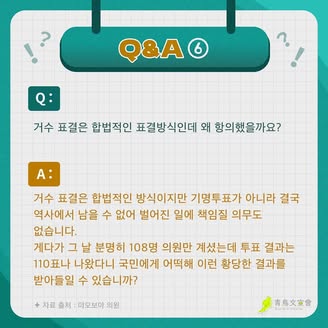 Q&A ⑥
Q:
거수 표결은 합법적인 표결방식인데 왜 항의했을까요?
A:
거수 표결은 합법적인 방식이지만 기명투표가 아니라 결국
역사에서 남을 수 없어 벌어진 일에 책임질 의무도
없습니다.
게다가 그 날 분명히 108명 의원만 계셨는데 투표 결과는
110표나 나왔다니 국민에게 어떡해 이런 황당한 결과를
받아들일 수 있습니까?
✦ 자료 출처 : 더모보마 의원
青鳥文宣會